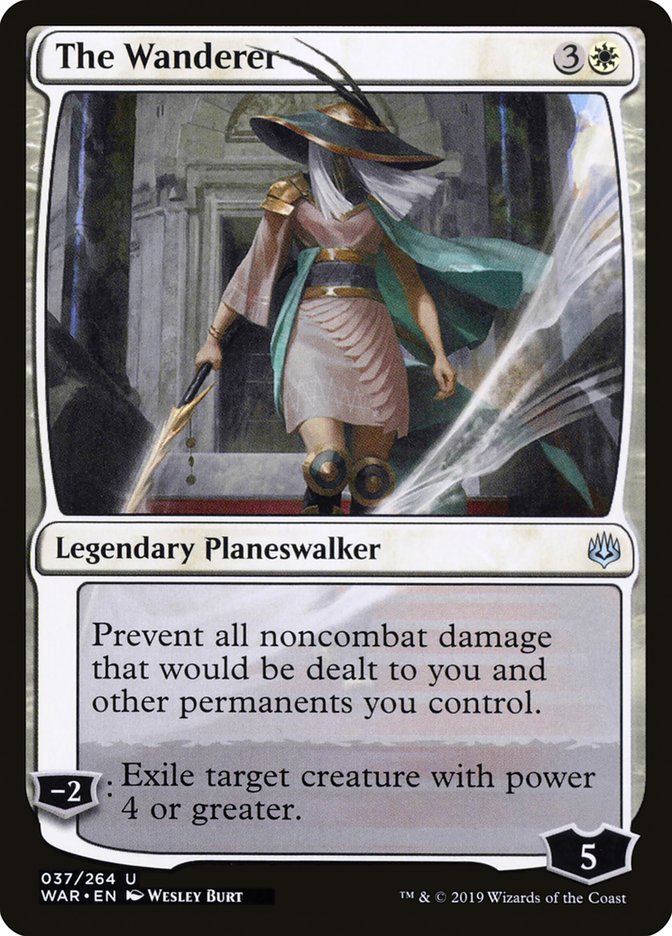 The Wanderer 3
Legendary Planeswalker
Prevent all noncombat damage
that would be dealt to you and
other permanents you control.
−2 : Exile target creature with power
4 or greater.
5
037/264 U
WAR • EN Wesley Burt
™ & © 2019 Wizards of the Coast